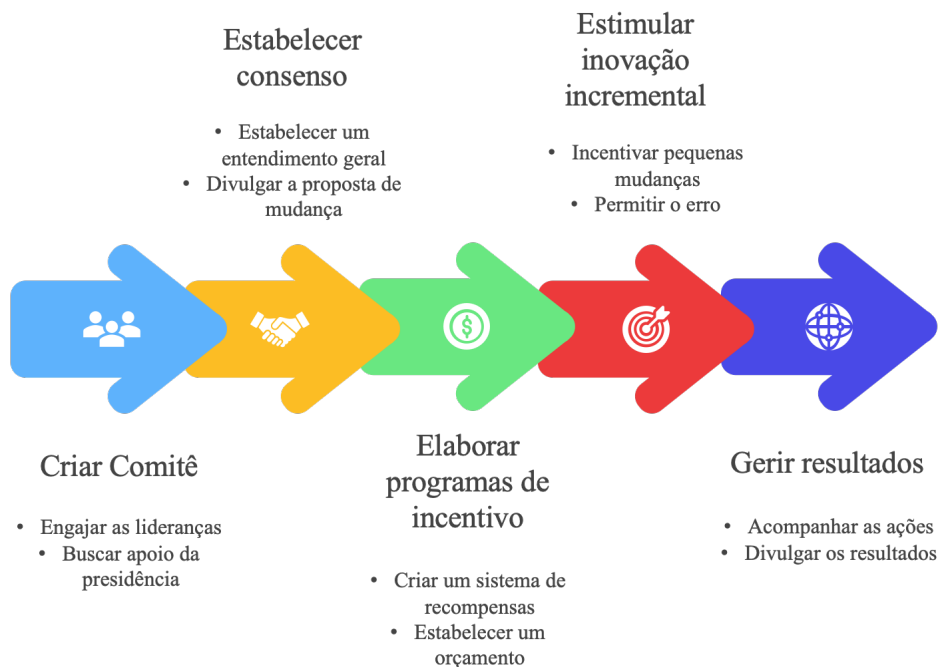 Estabelecer
consenso
• Estabelecer um
entendimento geral
• Divulgar a proposta de
mudança
Estimular
inovação
incremental
• Incentivar pequenas
mudanças
• Permitir o erro
$
Criar Comitê
• Engajar as lideranças
• Buscar apoio da
presidência
Elaborar
programas de
incentivo
• Criar um sistema de
recompensas
• Estabelecer um
orçamento
Gerir resultados
• Acompanhar as ações
• Divulgar os resultados